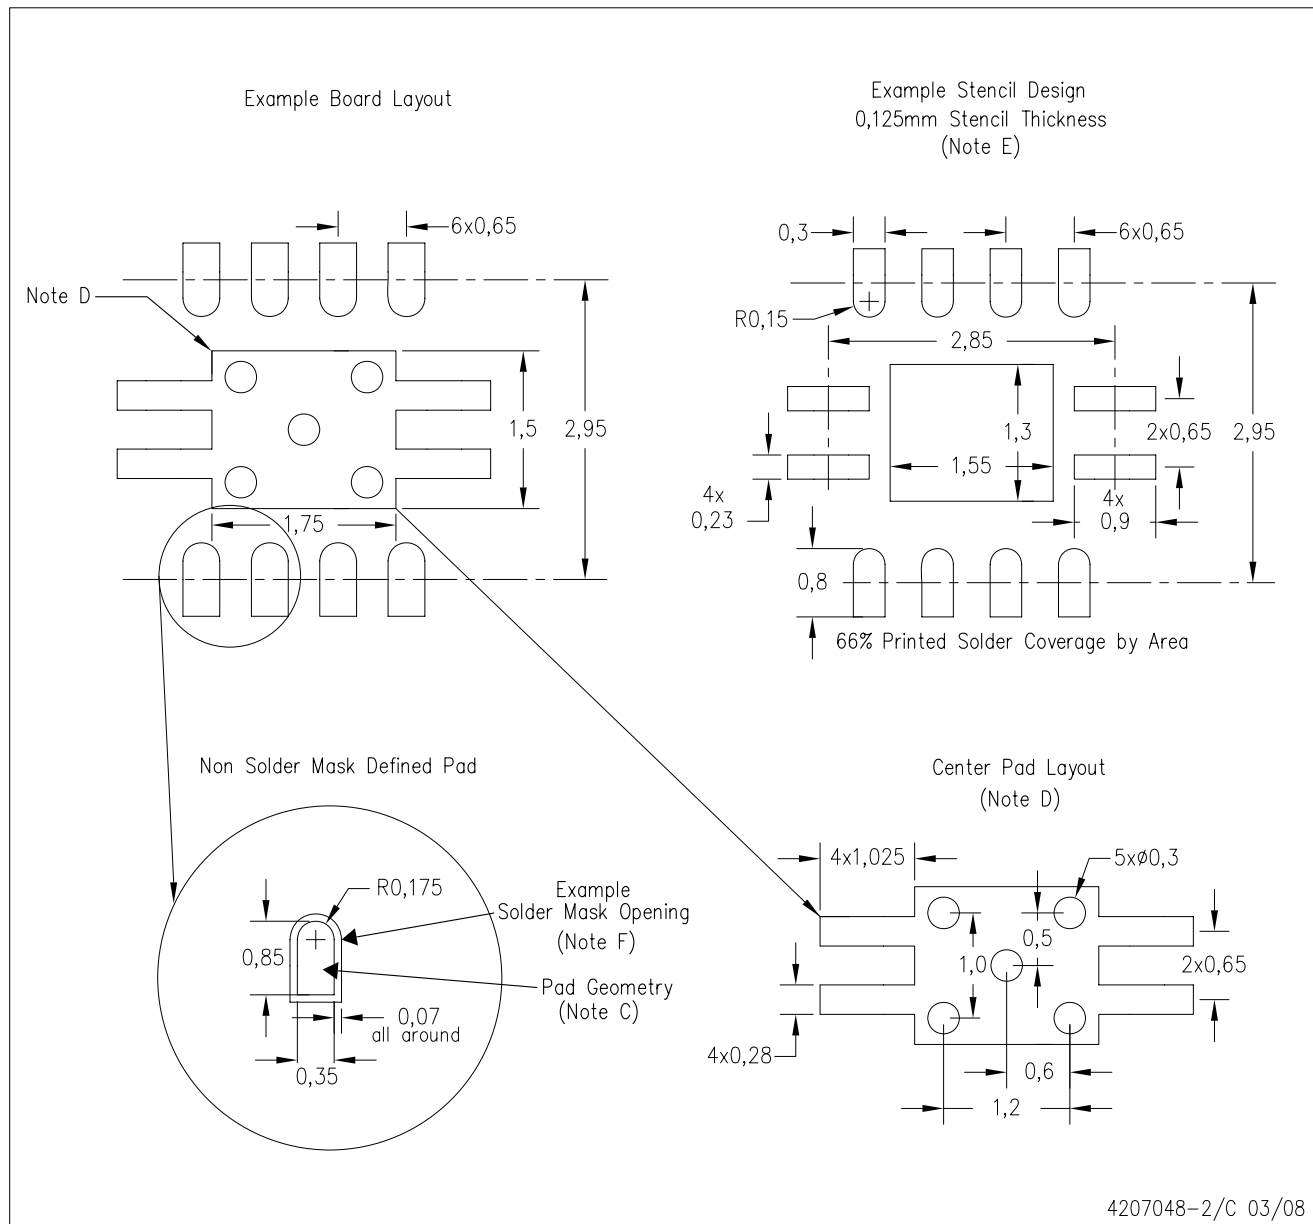 Example Board Layout
6x0,65
Note D
1,5
2,95
1,75
Example Stencil Design
0,125mm Stencil Thickness
(Note E)
0,3
6x0,65
R0,15
2,85
1,3
1,55
2x0,65
2,95
4x
0,23
4x
0,9
0,8
66% Printed Solder Coverage by Area
Non Solder Mask Defined Pad
R0,175
Example
Solder Mask Opening
(Note F)
0,85
Pad Geometry
(Note C)
0,07
all around
0,35
Center Pad Layout
(Note D)
4x1,025
5xø0,3
0,5
1,0
2x0,65
4x0,28
0,6
1,2
4207048-2/C 03/08